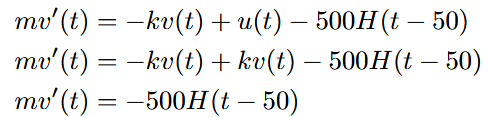 mv′(t) = −kv(t) + u(t) − 500H(t − 50)
mv′(t) = −kv(t) + kv(t) − 500H(t − 50)
mv′(t) = −500H(t − 50)